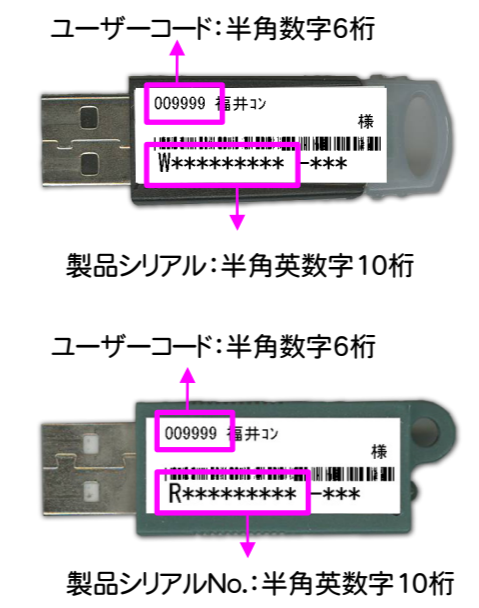 ユーザーコード：半角数字6桁
009999 福井コン
様
W********* -***
製品シリアル：半角英数字10桁
ユーザーコード：半角数字6桁
009999 福井コン
様
R********* -***
製品シリアルNo.：半角英数字10桁